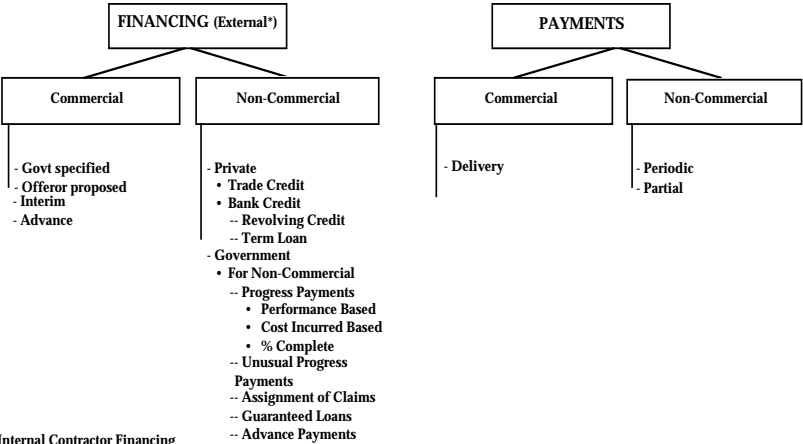 FINANCING (External*)
PAYMENTS
Commercial
Non-Commercial
Commercial
Non-Commercial
- Govt specified
- Offeror proposed
- Interim
- Advance
- Private
• Trade Credit
• Bank Credit
-- Revolving Credit
-- Term Loan
- Government
• For Non-Commercial
-- Progress Payments
• Performance Based
• Cost Incurred Based
• % Complete
-- Unusual Progress
Payments
-- Assignment of Claims
-- Guaranteed Loans
-- Advance Payments
- Delivery
- Periodic
- Partial
Internal Contractor Financing